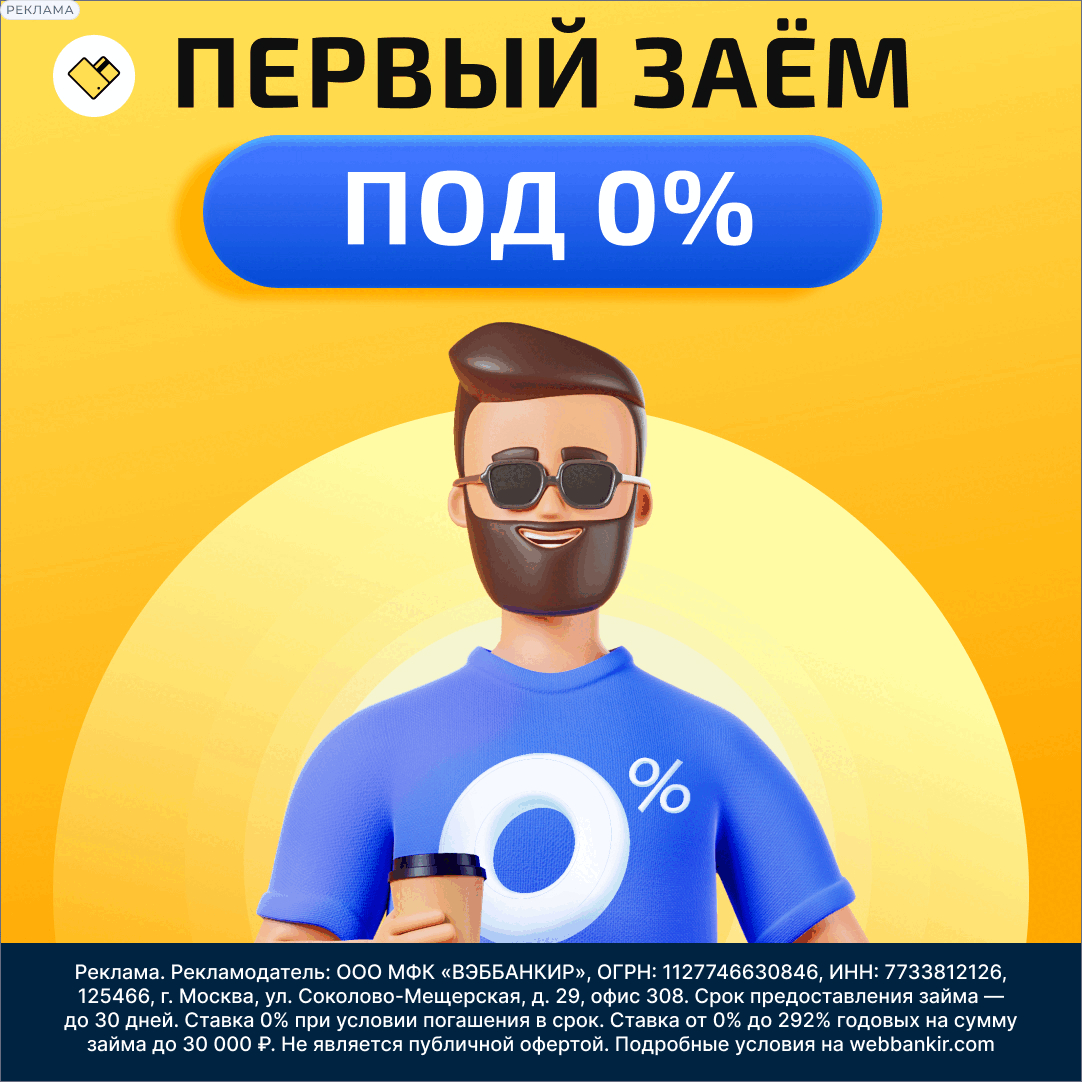 РЕКЛАМА
ПЕРВЫЙ ЗАЁМ
ПОД 0%
0%
Реклама. Рекламодатель: ООО МФК «ВЭББАНКИР», ОГРН: 1127746630846, ИНН: 7733812126,
125466, г. Москва, ул. Соколово-Мещерская, д. 29, офис 308. Срок предоставления займа —
до 30 дней. Ставка 0% при условии погашения в срок. Ставка от 0% до 292% годовых на сумму
займа до 30 000 ₽. Не является публичной офертой. Подробные условия на webbankir.com